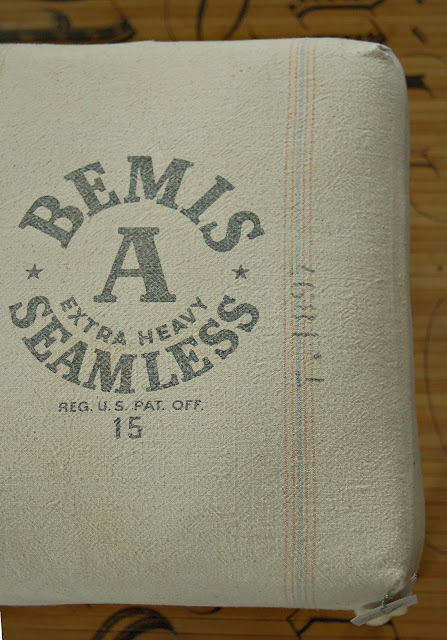 BEMIS
A
EXTRA HEAVY
SEAMLESS
REG. U.S. PAT. OFF.
15